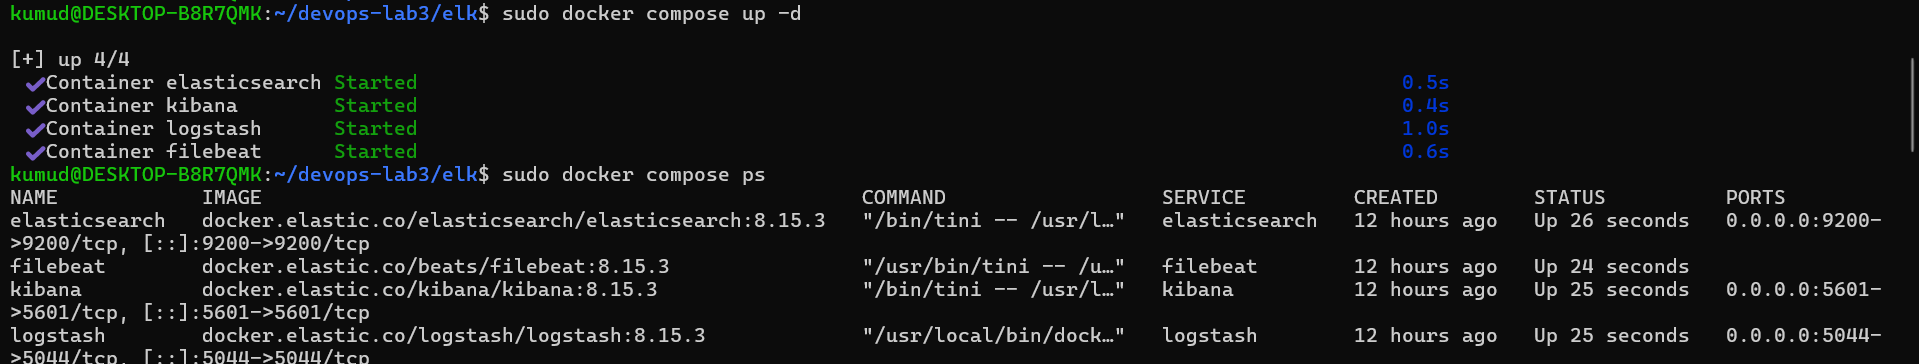 kumud@DESKTOP-B8R7QMK:~/devops-lab3/elk$ sudo docker compose up -d
[+] up 4/4
✔Container elasticsearch Started 0.5s
✔Container kibana Started 0.4s
✔Container logstash Started 1.0s
✔Container filebeat Started 0.6s
kumud@DESKTOP-B8R7QMK:~/devops-lab3/elk$ sudo docker compose ps
NAME IMAGE COMMAND SERVICE CREATED STATUS PORTS
elasticsearch docker.elastic.co/elasticsearch/elasticsearch:8.15.3 "/bin/tini -- /usr/l…" elasticsearch 12 hours ago Up 26 seconds 0.0.0.0:9200-
>9200/tcp, [::]:9200->9200/tcp
filebeat docker.elastic.co/beats/filebeat:8.15.3 "/usr/bin/tini -- /u…" filebeat 12 hours ago Up 24 seconds
kibana docker.elastic.co/kibana/kibana:8.15.3 "/bin/tini -- /usr/l…" kibana 12 hours ago Up 25 seconds 0.0.0.0:5601-
>5601/tcp, [::]:5601->5601/tcp
logstash docker.elastic.co/logstash/logstash:8.15.3 "/usr/local/bin/dock…" logstash 12 hours ago Up 25 seconds 0.0.0.0:5044-
>5044/tcp, [::]:5044->5044/tcp